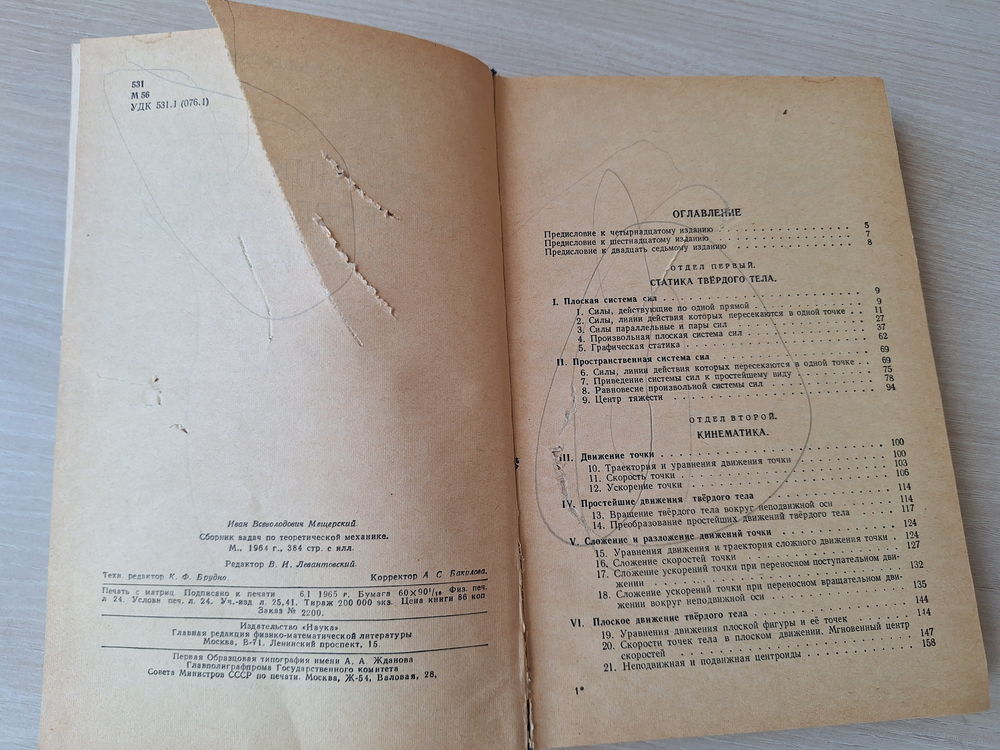 531
М 56
УДК 531.1 (076.1)
Иван Всеволодович Мещерский.
Сборник задач по теоретической механике.
М., 1964 г., 384 стр. с илл.
Редактор В. И. Левантовский.
Техн. редактор К. Ф. Брудно. Корректор А. С. Бакулова.
Печать с матриц Подписано к печати 6.1 1965 г. Бумага 60×90¹/₁₆ Физ. печ.
л 24. Условн печ. л. 24. Уч.-изд л 25,41. Тираж 200 000 экз. Цена книги 86 коп
Заказ № 2200.
Издательство «Наука»
Главная редакция физико-математической литературы
Москва, В-71. Ленинский проспект, 15.
Первая Образцовая типография имени А. А. Жданова
Главполиграфпрома Государственного комитета
Совета Министров СССР по печати. Москва, Ж-54, Валовая, 28,
ОГЛАВЛЕНИЕ
Предисловие к четырнадцатому изданию 5
Предисловие к шестнадцатому изданию 7
Предисловие к двадцать седьмому изданию 8
ОТДЕЛ ПЕРВЫЙ.
СТАТИКА ТВЁРДОГО ТЕЛА.
I. Плоская система сил 9
1. Силы, действующие по одной прямой 9
2. Силы, линии действия которых пересекаются в одной точке 11
3. Силы параллельные и пары сил 27
4. Произвольная плоская система сил 37
5. Графическая статика 62
II. Пространственная система сил 69
6. Силы, линии действия которых пересекаются в одной точке 69
7. Приведение системы сил к простейшему виду 75
8. Равновесие произвольной системы сил 78
9. Центр тяжести 94
ОТДЕЛ ВТОРОЙ.
КИНЕМАТИКА.
III. Движение точки 100
10. Траектория и уравнения движения точки 100
11. Скорость точки 103
12. Ускорение точки 106
IV. Простейшие движения твёрдого тела 114
13. Вращение твёрдого тела вокруг неподвижной оси 114
14. Преобразование простейших движений твёрдого тела 117
V. Сложение и разложение движений точки 124
15. Уравнения движения и траектория сложного движения точки 124
16. Сложение скоростей точки 127
17. Сложение ускорений точки при переносном поступательном дви-
жении 132
18. Сложение ускорений точки при переносном вращательном дви-
жении вокруг неподвижной оси 135
VI. Плоское движение твёрдого тела 144
19. Уравнения движения плоской фигуры и её точек 144
20. Скорости точек тела в плоском движении. Мгновенный центр
скоростей 147
21. Неподвижная и подвижная центроиды 158
1*